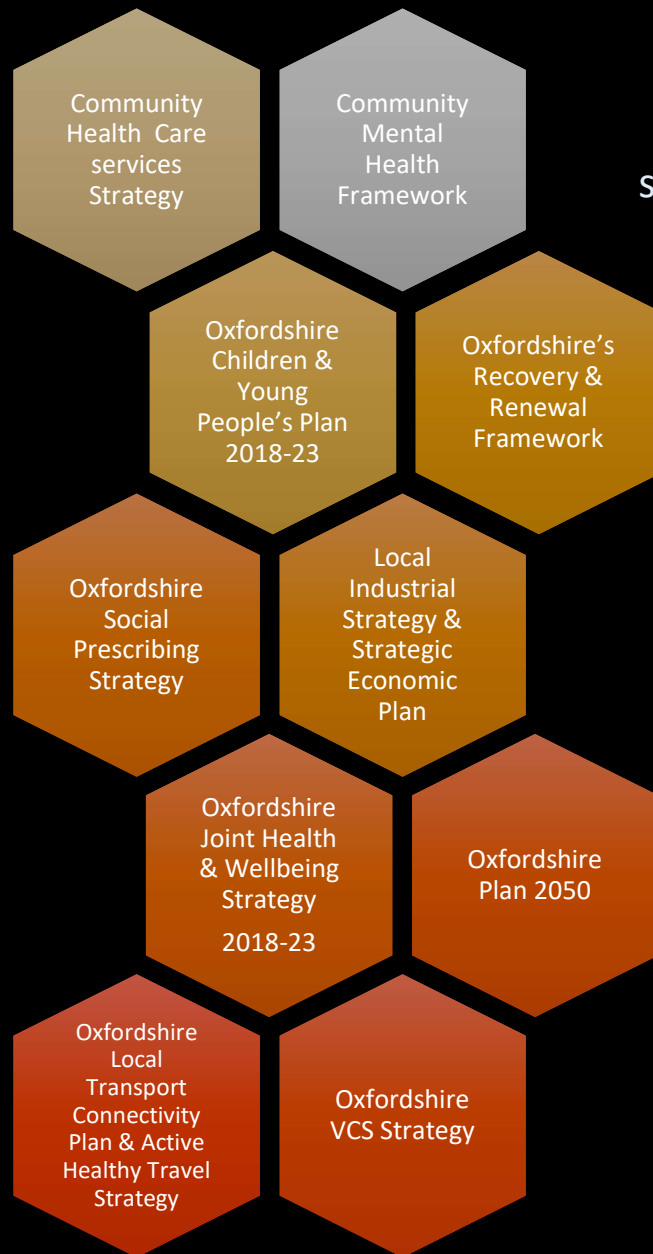 Community
Health Care
services
Strategy
Community
Mental
Health
Framework
S
Oxfordshire
Children &
Young
People's Plan
2018-23
Oxfordshire's
Recovery &
Renewal
Framework
Oxfordshire
Social
Prescribing
Strategy
Local
Industrial
Strategy &
Strategic
Economic
Plan
Oxfordshire
Joint Health
& Wellbeing
Strategy
2018-23
Oxfordshire
Plan 2050
Oxfordshire
Local
Transport
Connectivity
Plan & Active
Healthy Travel
Strategy
Oxfordshire
VCS Strategy